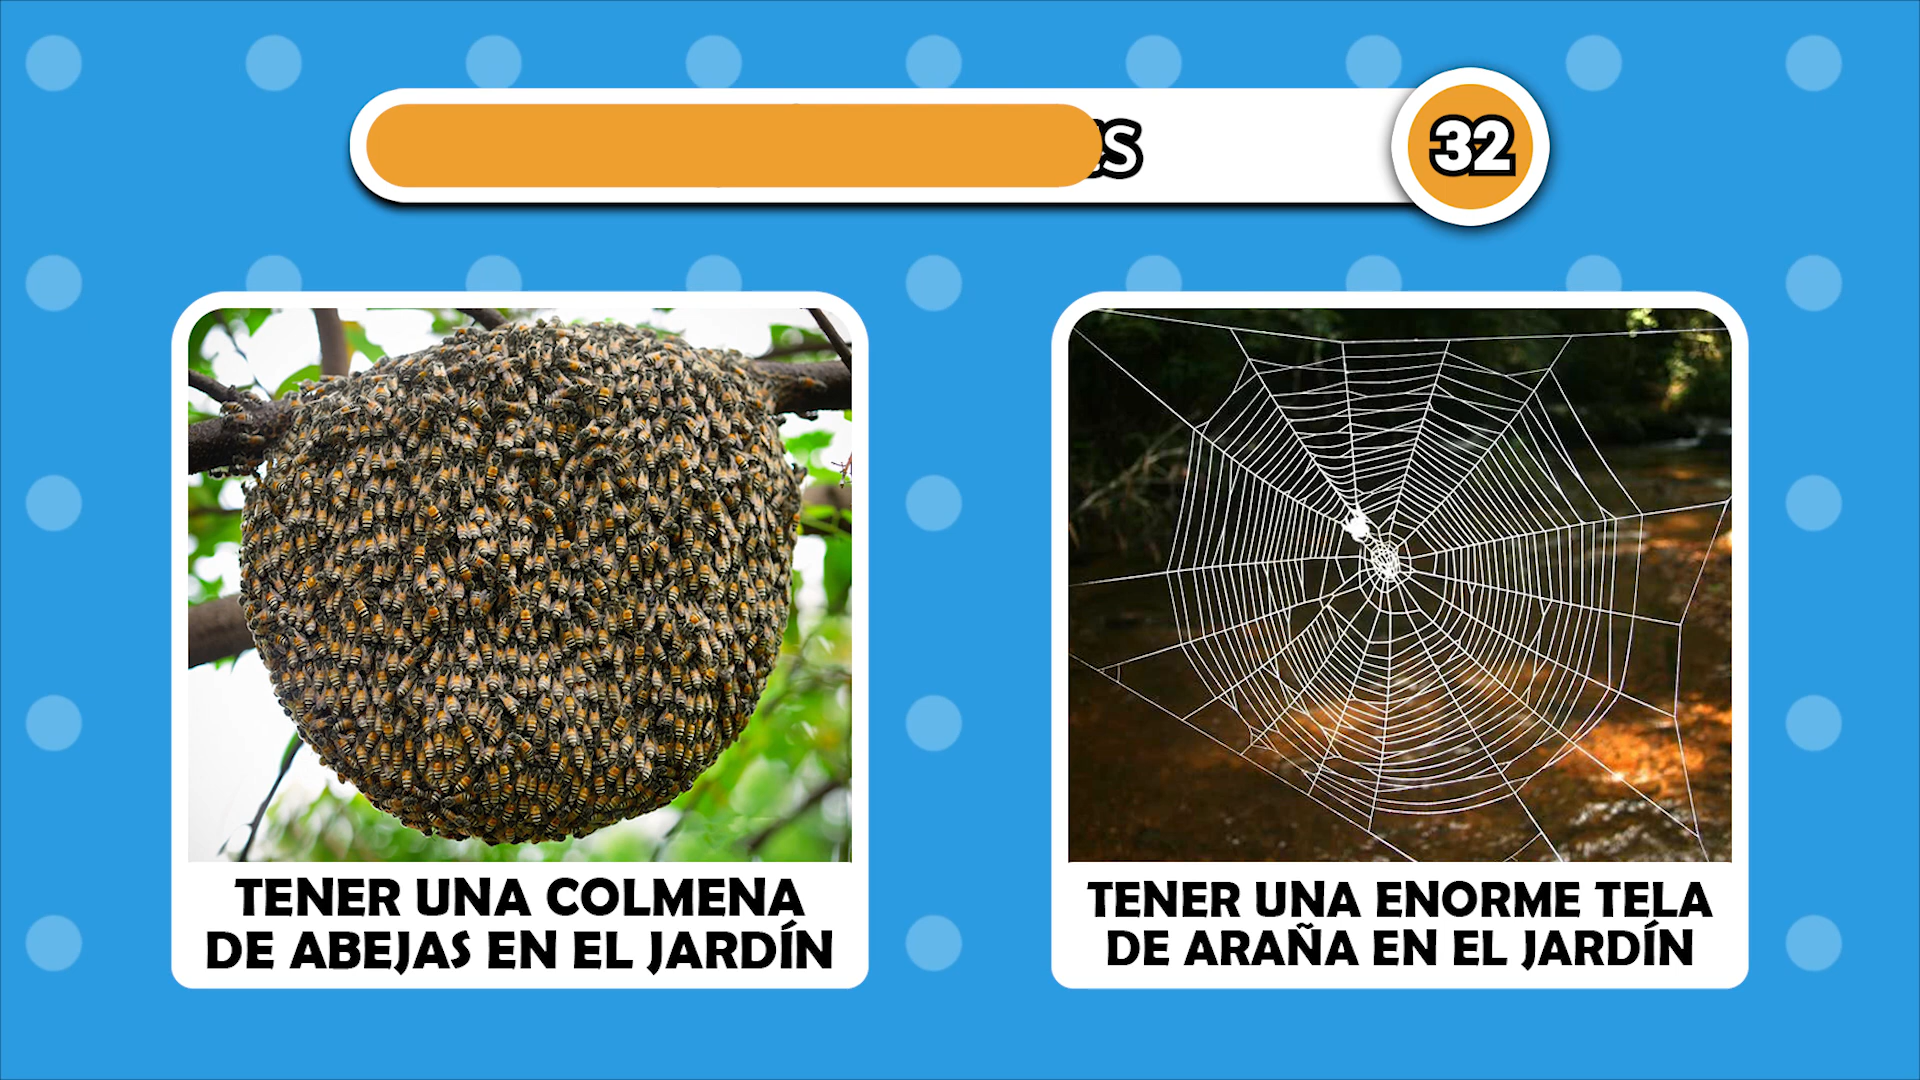 32
TENER UNA COLMENA
DE ABEJAS EN EL JARDÍN
TENER UNA ENORME TELA
DE ARAÑA EN EL JARDÍN